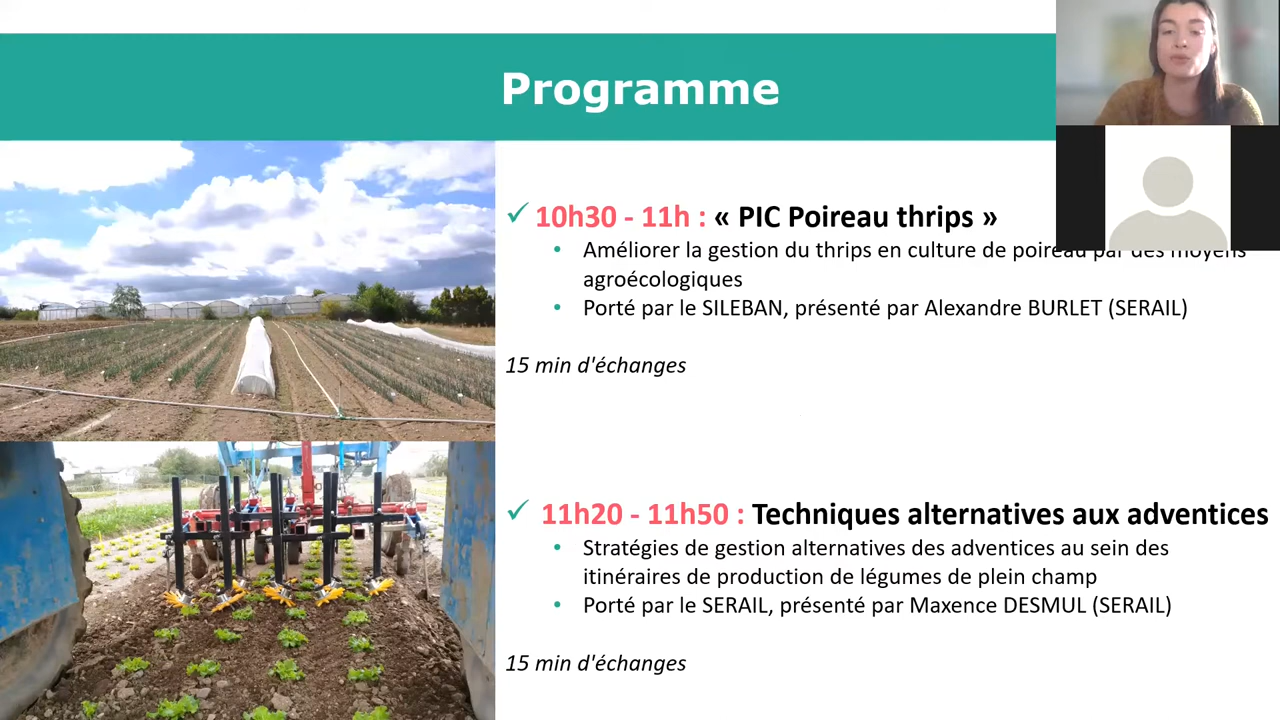 Programme
✓ 10h30 - 11h : « PIC Poireau thrips »
• Améliorer la gestion du thrips en culture de poireau par des moyens
agroécologiques
• Porté par le SILEBAN, présenté par Alexandre BURLET (SERAIL)
15 min d'échanges
✓ 11h20 - 11h50 : Techniques alternatives aux adventices
• Stratégies de gestion alternatives des adventices au sein des
itinéraires de production de légumes de plein champ
• Porté par le SERAIL, présenté par Maxence DESMUL (SERAIL)
15 min d'échanges